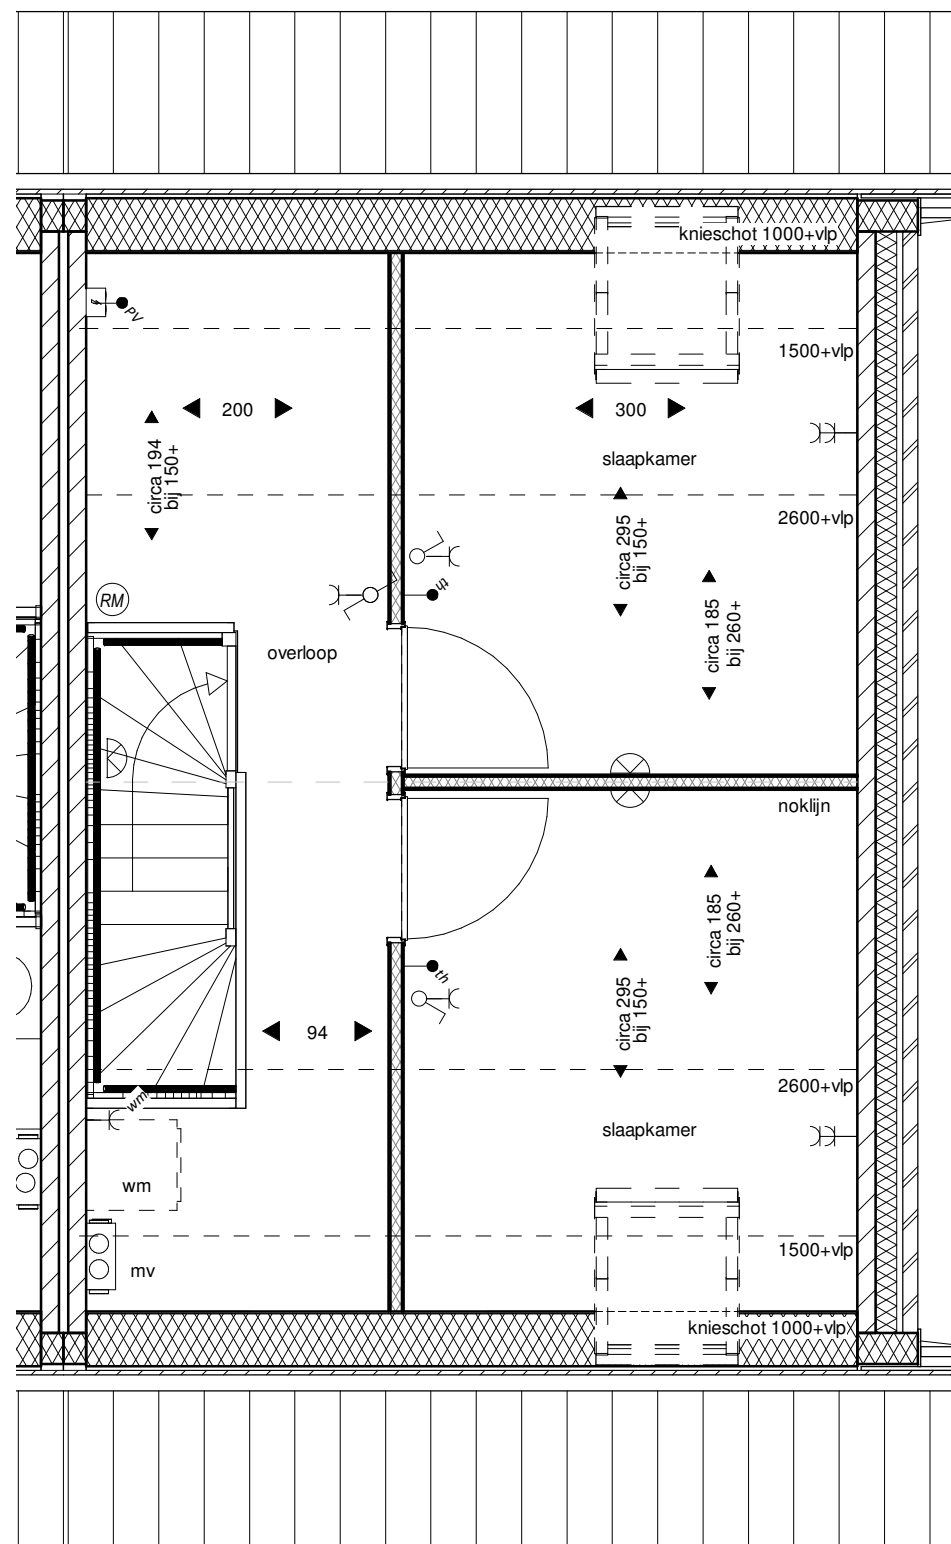 knieschot 1000+vlp
PV
1500+vlp
200
300
circa 194
bij 150+
slaapkamer
2600+vlp
circa 295
bij 150+
th
RM
circa 185
bij 260+
overloop
noklijn
circa 185
bij 260+
th
circa 295
bij 150+
94
2600+vlp
wm
slaapkamer
wm
1500+vlp
mv
knieschot 1000+vlp